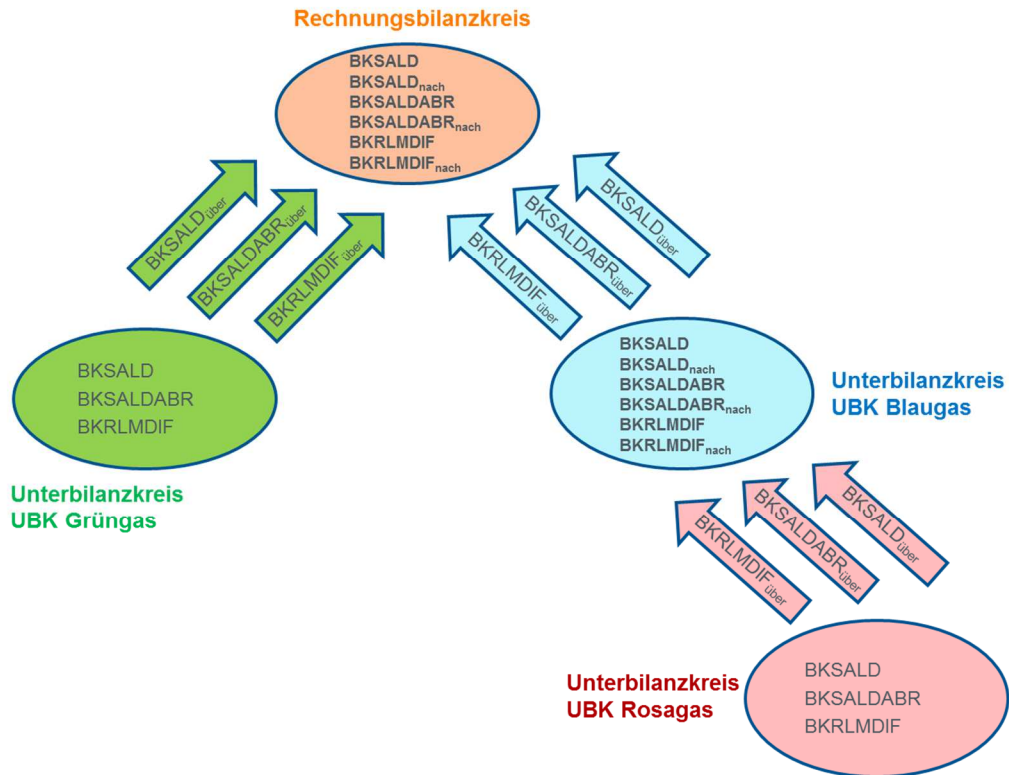 Rechnungsbilanzkreis
BKSALD
BKSALDnach
BKSALDABR
BKSALDABRnach
BKRLMDIF
BKRLMDIFnach
BKSALDüber
BKSALDABRüber
BKRLMDIFüber
BKRLMDIFüber
BKSALDABRüber
BKSALDüber
BKSALD
BKSALDABR
BKRLMDIF
Unterbilanzkreis
UBK Grüngas
BKSALD
BKSALDnach
BKSALDABR
BKSALDABRnach
BKRLMDIF
BKRLMDIFnach
Unterbilanzkreis
UBK Blaugas
BKRLMDIFüber
BKSALDABRüber
BKSALDüber
Unterbilanzkreis
UBK Rosagas
BKSALD
BKSALDABR
BKRLMDIF